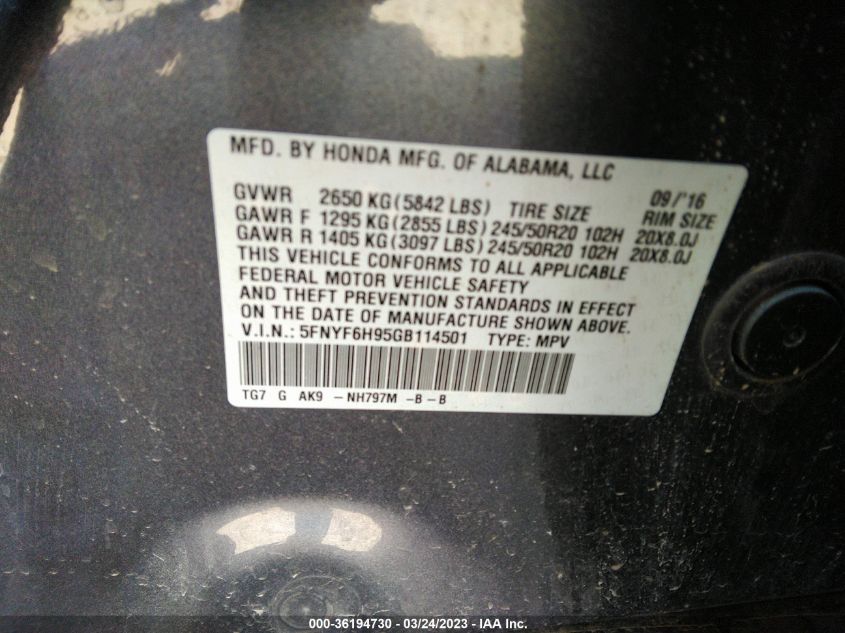 MFD. BY HONDA MFG. OF ALABAMA, LLC
GVWR 2650 KG(5842 LBS) TIRE SIZE 09/'16 RIM SIZE
GAWR F 1295 KG(2855 LBS) 245/50R20 102H 20X8.0J
GAWR R 1405 KG(3097 LBS) 245/50R20 102H 20X8.0J
THIS VEHICLE CONFORMS TO ALL APPLICABLE
FEDERAL MOTOR VEHICLE SAFETY
AND THEFT PREVENTION STANDARDS IN EFFECT
ON THE DATE OF MANUFACTURE SHOWN ABOVE.
V.I.N.: 5FNYF6H95GB114501 TYPE: MPV
TG7 G AK9 -NH797M -B-B
000-36194730 - 03/24/2023 - IAA Inc.